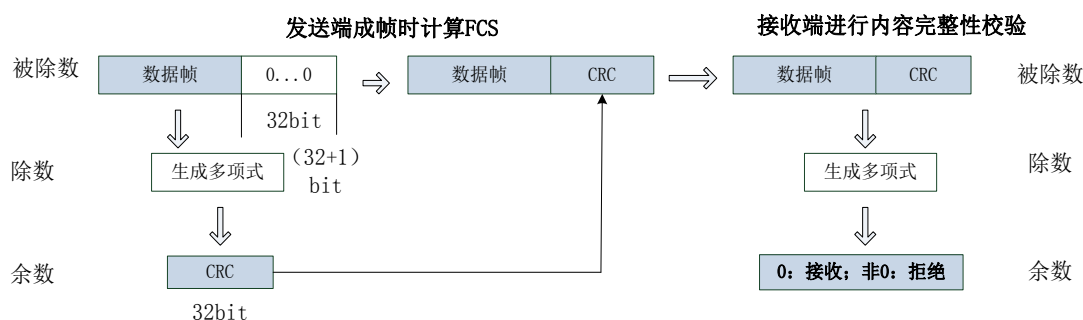 发送端成帧时计算FCS
接收端进行内容完整性校验
被除数
数据帧
0...0
数据帧
CRC
数据帧
CRC
被除数
32bit
除数
生成多项式
(32+1)
bit
生成多项式
除数
余数
CRC
0: 接收; 非0: 拒绝
余数
32bit